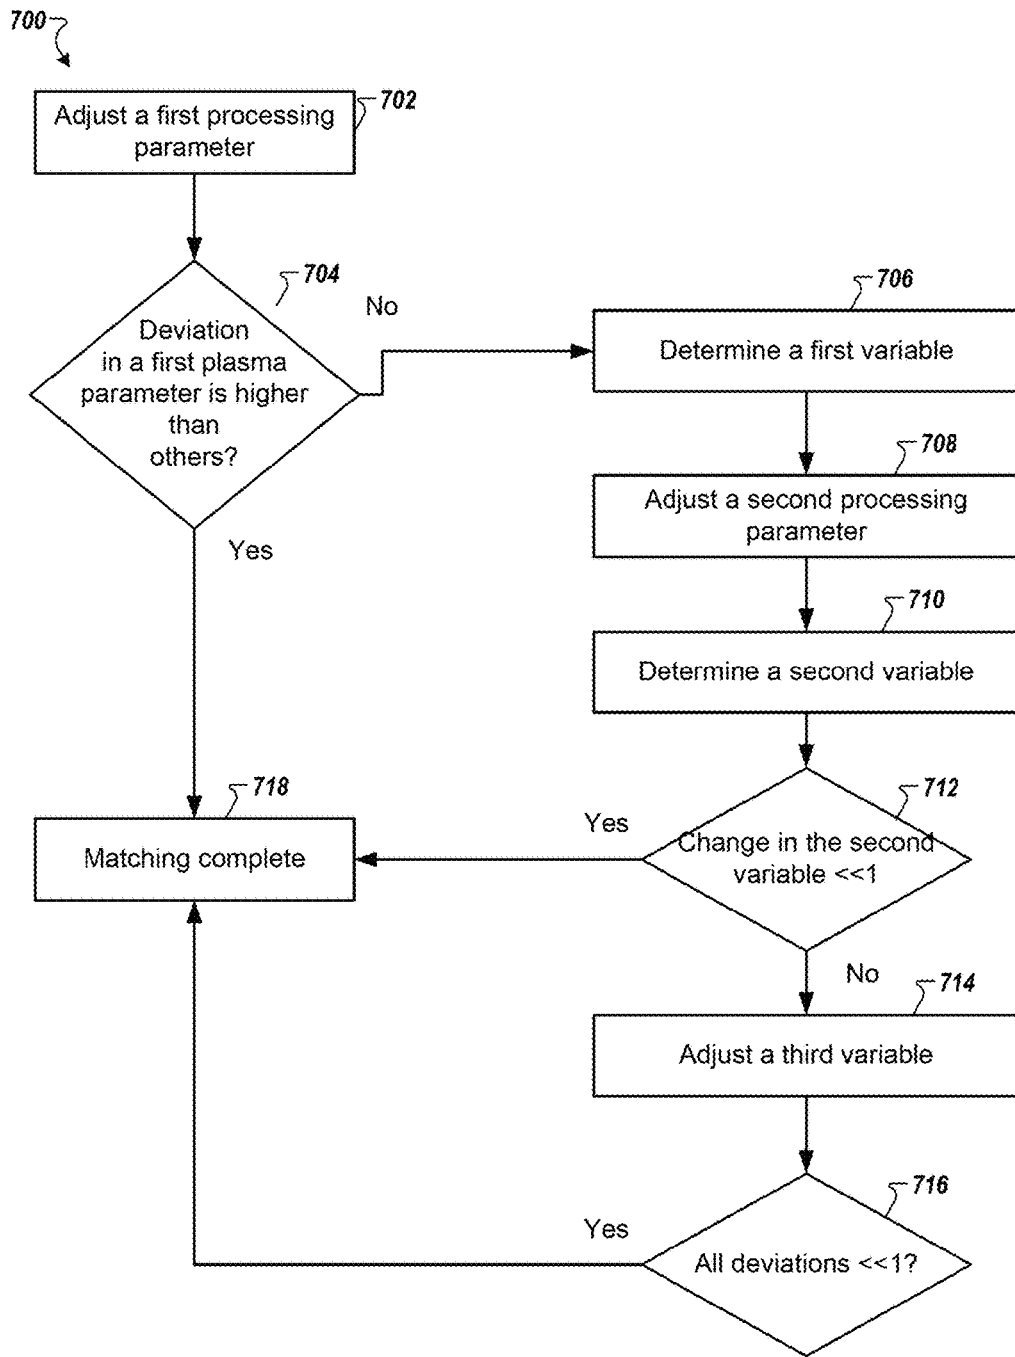 700
702
Adjust a first processing
parameter
704
No
Deviation
in a first plasma
parameter is higher
than
others?
Yes
706
Determine a first variable
708
Adjust a second processing
parameter
710
Determine a second variable
712
Change in the second
variable <<1
Yes
718
Matching complete
No
714
Adjust a third variable
716
All deviations <<1?
Yes